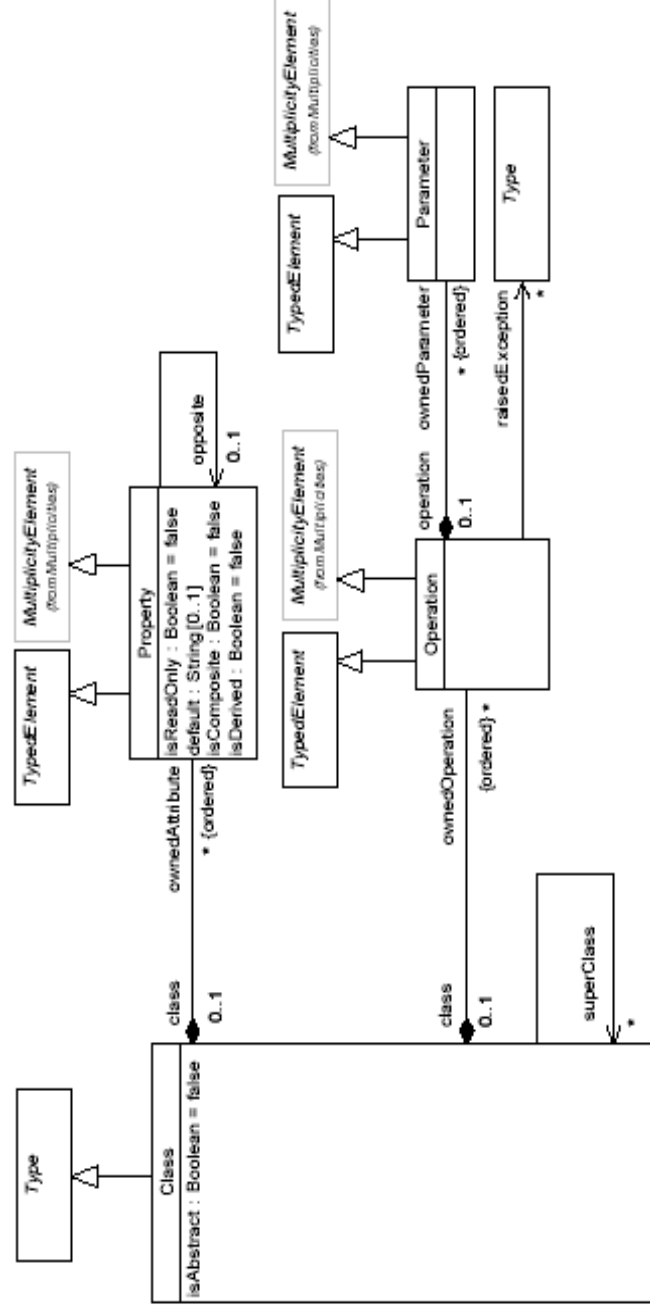 Type
Class
isAbstract : Boolean = false
class
0..1
ownedAttribute
* {ordered}
TypedElement
MultiplicityElement
(from Multiplicities)
Property
isReadOnly : Boolean = false
default : String[0..1]
isComposite : Boolean = false
isDerived : Boolean = false
opposite
0..1
class
0..1
ownedOperation
{ordered} *
superClass
*
TypedElement
MultiplicityElement
(from Multiplicities)
Operation
operation
0..1
ownedParameter
* {ordered}
TypedElement
MultiplicityElement
(from Multiplicities)
Parameter
raisedException
*
Type